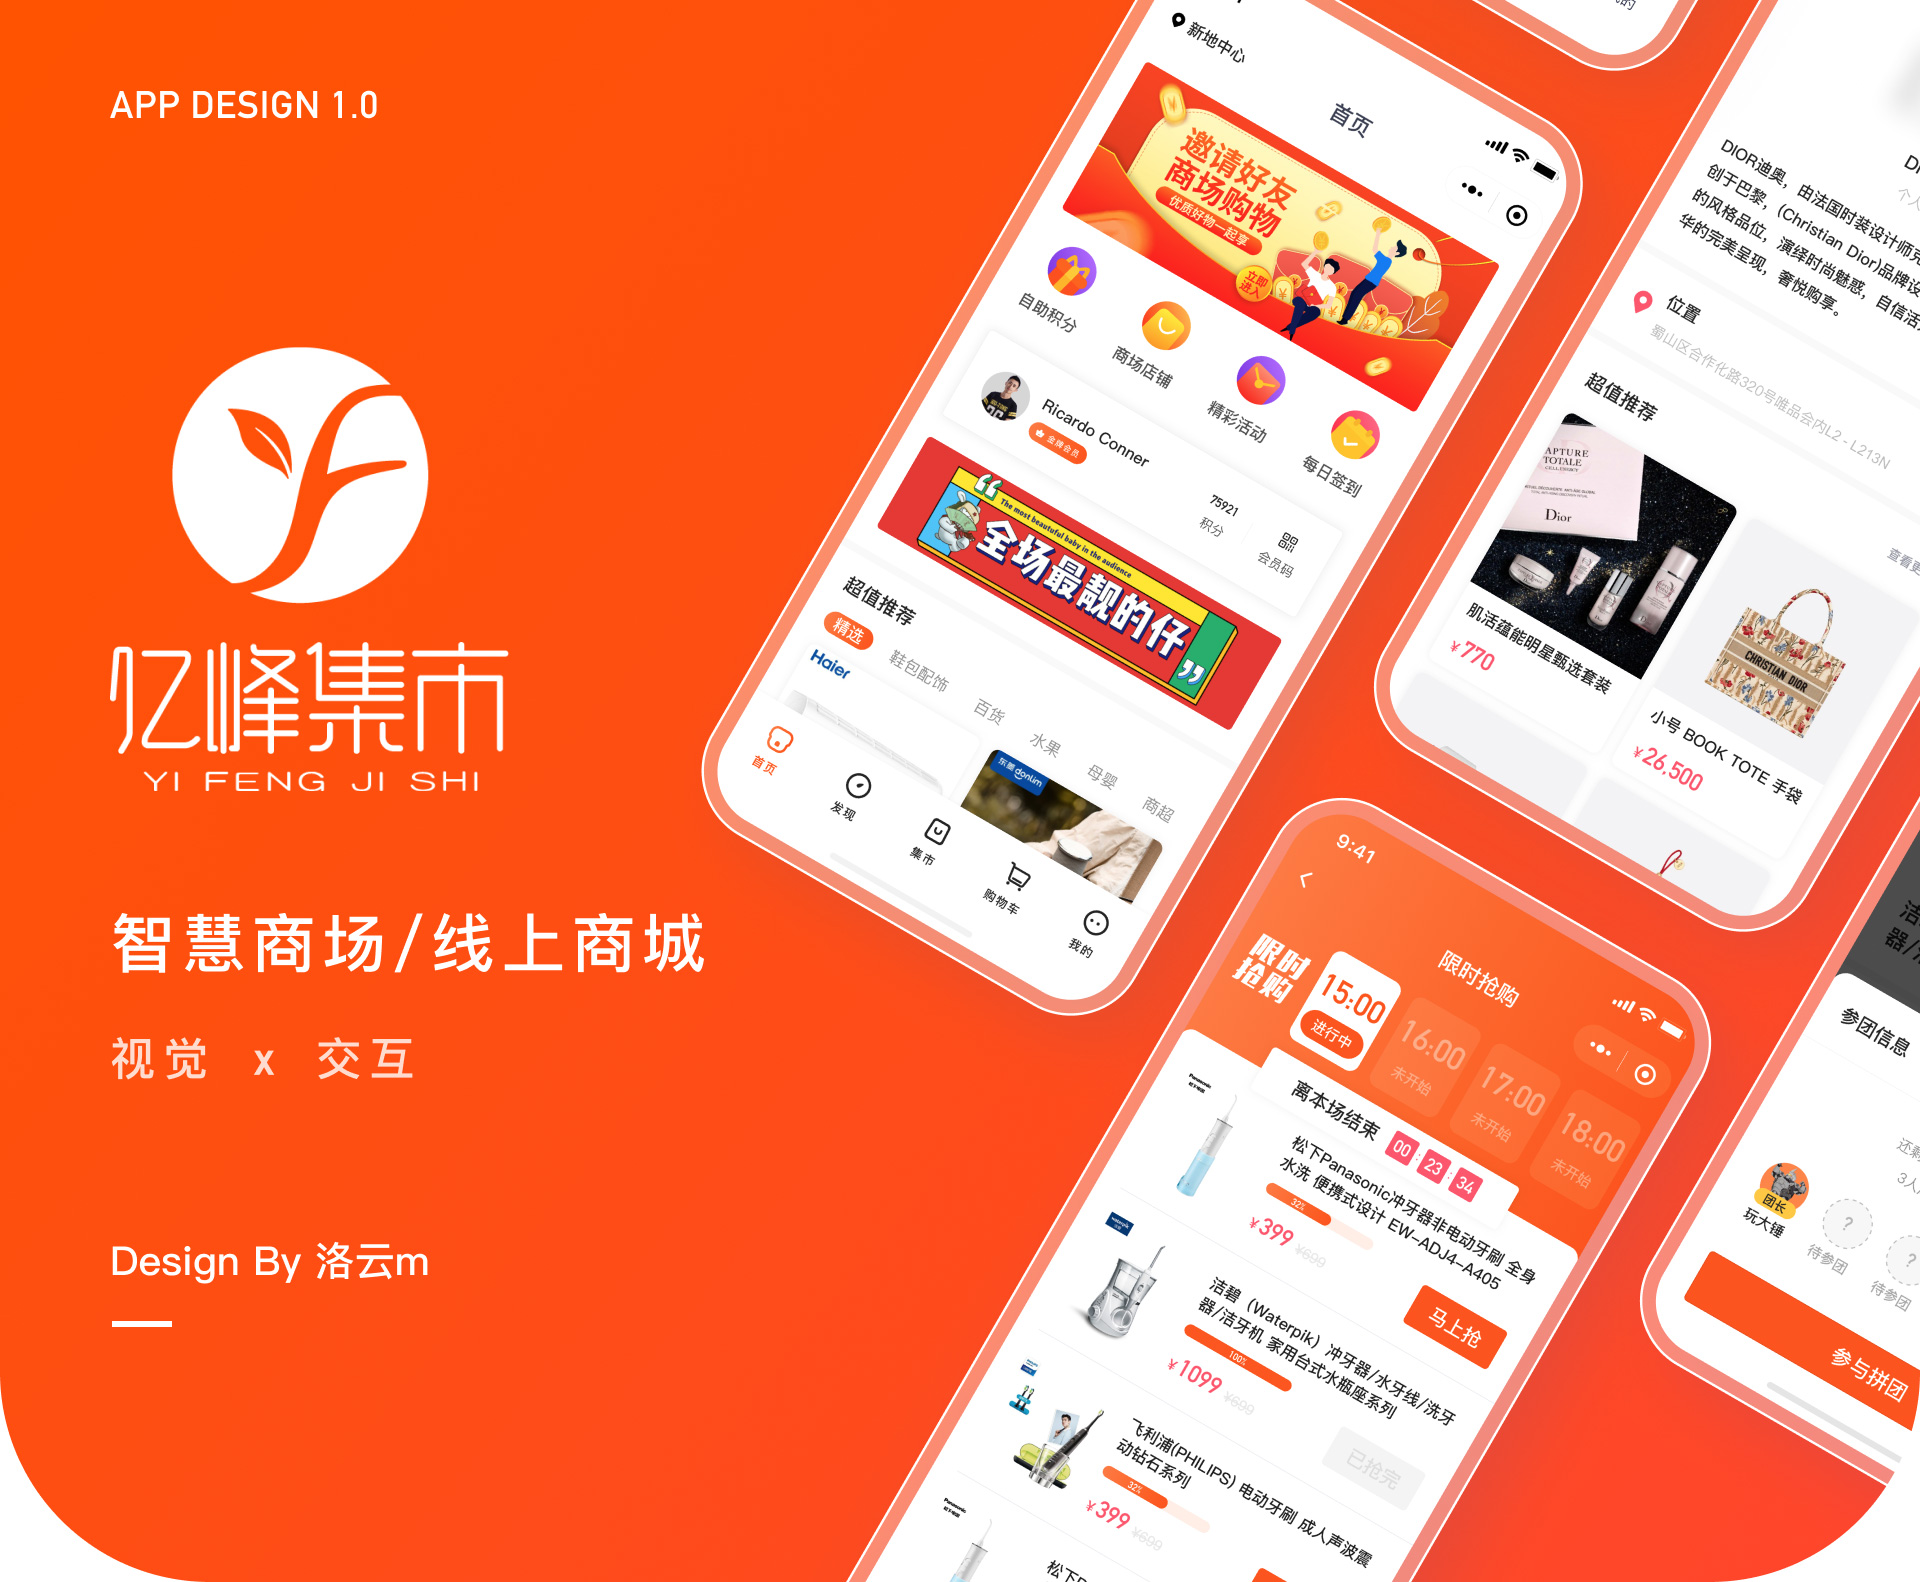 APP DESIGN 1.0
亿峰集市
YI FENG JI SHI
智慧商场/线上商城
视觉 x 交互
Design By 洛云m
新地中心
首页
邀请好友
商场购物
优质好物一起享
立即
进入
自助积分
商场店铺
精彩活动
每日签到
Ricardo Conner
金牌会员
75921
积分
会员码
The most beautuful baby in the audience
全场最靓的仔
超值推荐
精选
鞋包配饰
百货
水果
母婴
商超
Haier
东菱 donlim
首页
发现
集市
购物车
我的
DIOR迪奥，由法国时装设计师克
创于巴黎，(Christian Dior)品牌设
的风格品位，演绎时尚魅惑，自信活
华的完美呈现，奢悦购享。
位置
蜀山区合作化路320号唯品会内L2 - L213N
超值推荐
查看更
APTURE
TOTALE
CELL ENERGY
Dior
肌活蕴能明星甄选套装
¥770
CHRISTIAN DIOR
小号 BOOK TOTE 手袋
¥26,500
9:41
限时抢购
限时
抢购
15:00
进行中
16:00
未开始
17:00
未开始
18:00
未开始
离本场结束
00:23:34
Panasonic
松下Panasonic冲牙器非电动牙刷 全身
水洗 便携式设计 EW-ADJ4-A405
32%
¥399 ¥699
马上抢
waterpik
洁碧（Waterpik）冲牙器/水牙线/洗牙
器/洁牙机 家用台式水瓶座系列
100%
¥1099 ¥699
已抢完
飞利浦(PHILIPS) 电动牙刷 成人声波震
动钻石系列
32%
¥399 ¥699
Panasonic
参团信息
3人
团长
玩大锤
?
待参团
?
待参团
参与拼团